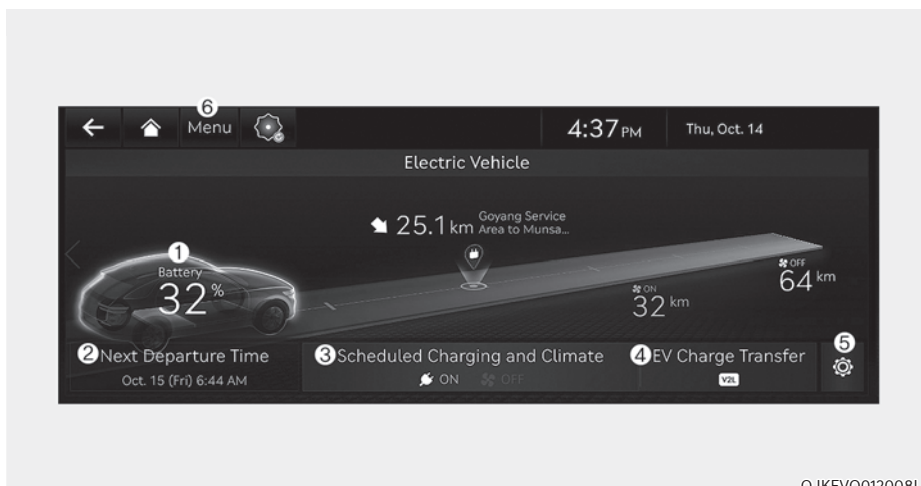 6
Menu
4:37 PM
Thu, Oct. 14
Electric Vehicle
25.1 km
Goyang Service
Area to Munsa...
1
Battery
32 %
OFF
64 km
ON
32 km
2 Next Departure Time
Oct. 15 (Fri) 6:44 AM
3 Scheduled Charging and Climate
ON OFF
4 EV Charge Transfer
V2L
5